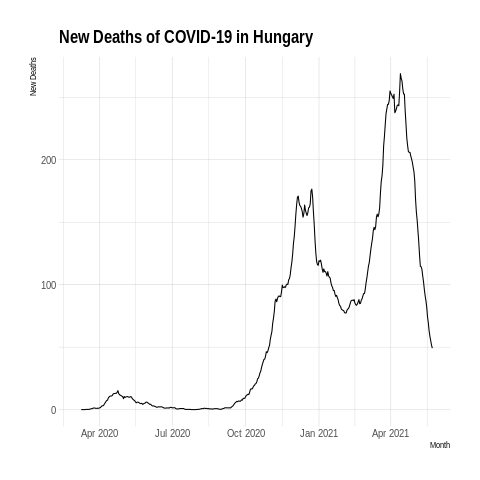 New Deaths of COVID-19 in Hungary
New Deaths
200
100
0
Apr 2020 Jul 2020 Oct 2020 Jan 2021 Apr 2021
Month